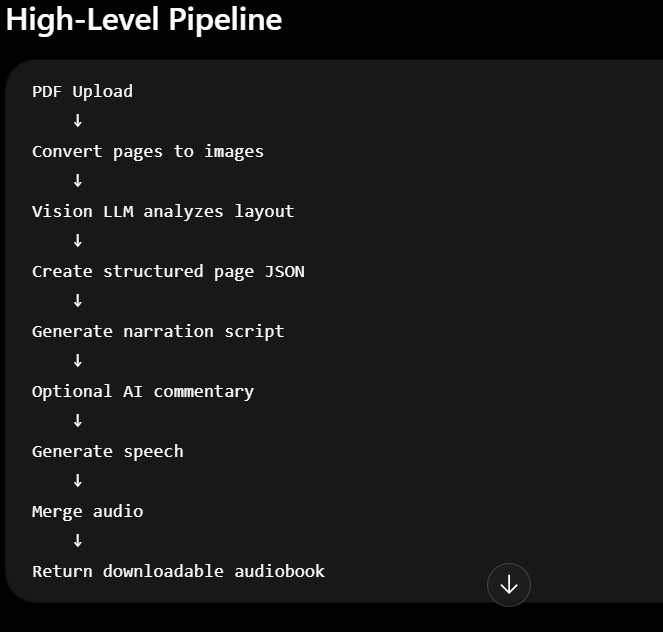 High-Level Pipeline
PDF Upload
↓
Convert pages to images
↓
Vision LLM analyzes layout
↓
Create structured page JSON
↓
Generate narration script
↓
Optional AI commentary
↓
Generate speech
↓
Merge audio
↓
Return downloadable audiobook